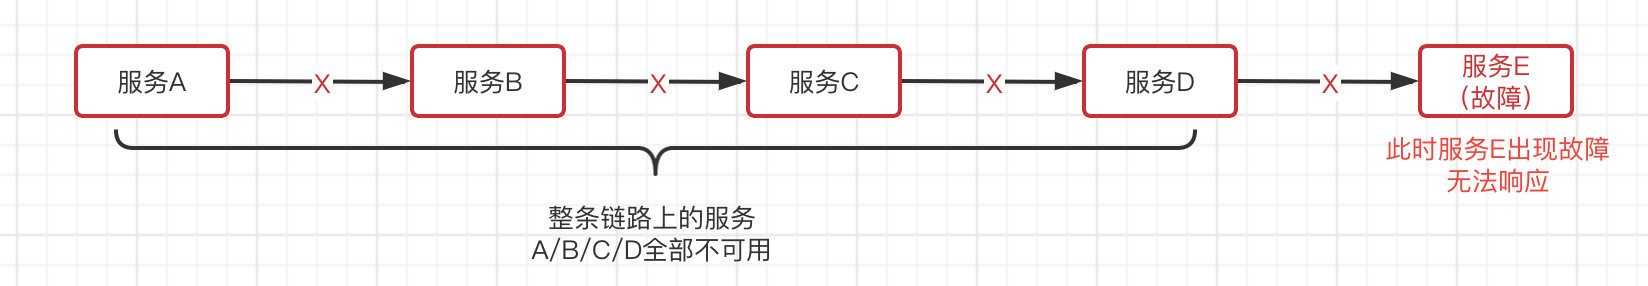 服务A
X
服务B
X
服务C
X
服务D
X
服务E
(故障)
此时服务E出现故障
无法响应
整条链路上的服务
A/B/C/D全部不可用